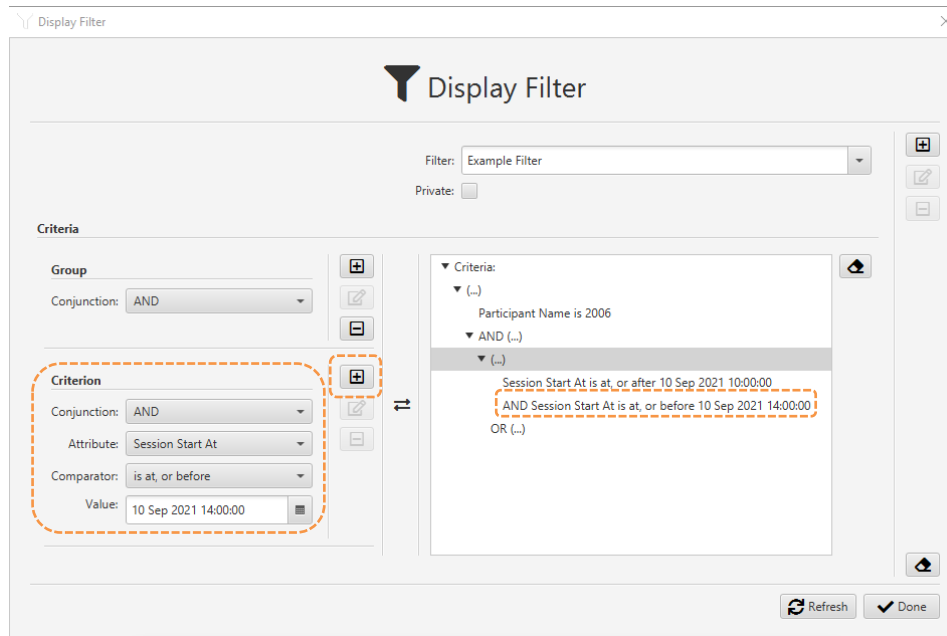 Display Filter
Display Filter
Filter: Example Filter
Private:
Criteria
Group
Conjunction: AND
Criterion
Conjunction: AND
Attribute: Session Start At
Comparator: is at, or before
Value: 10 Sep 2021 14:00:00
Criteria:
(...)
Participant Name is 2006
AND (...)
(...)
Session Start At is at, or after 10 Sep 2021 10:00:00
AND Session Start At is at, or before 10 Sep 2021 14:00:00
OR (...)
Refresh
Done